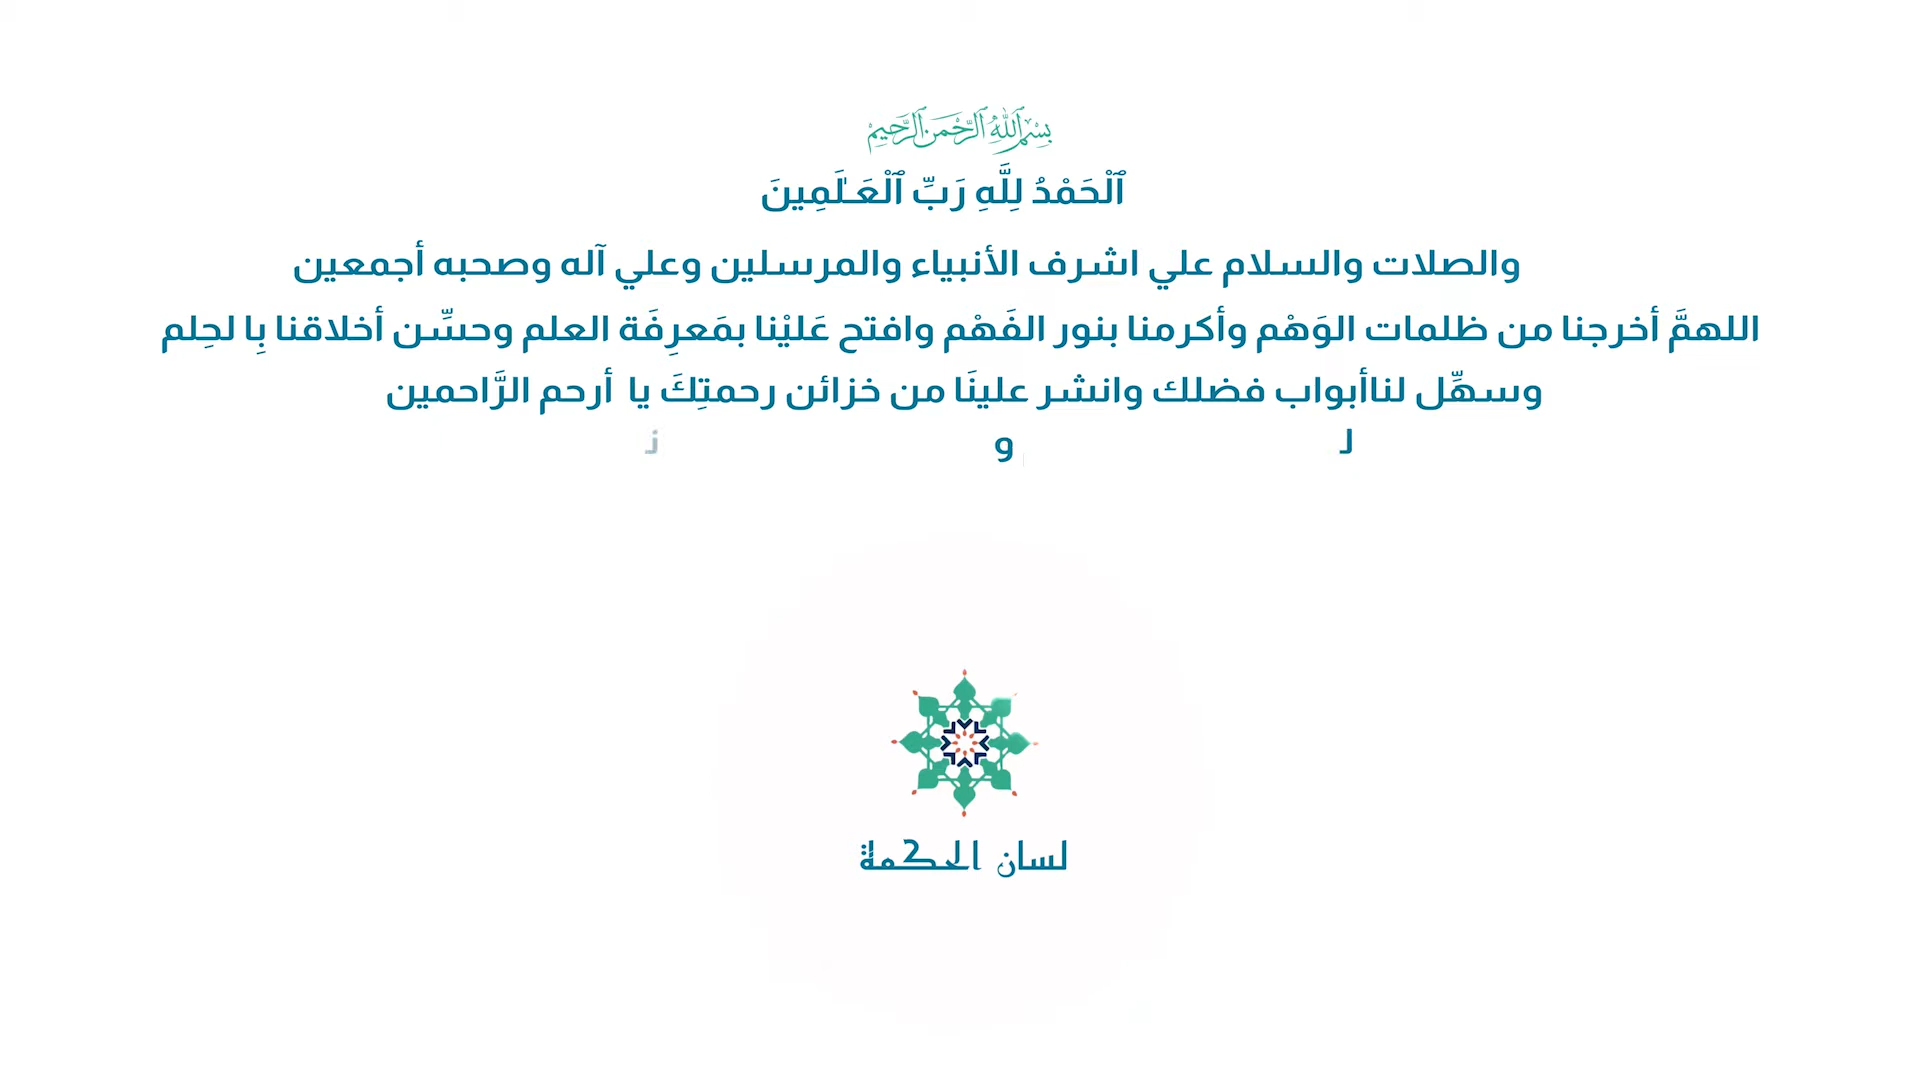 بِسْمِ ٱللَّهِ ٱلرَّحْمَٰنِ ٱلرَّحِيمِ
ٱلْحَمْدُ لِلَّهِ رَبِّ ٱلْعَـٰلَمِينَ
والصلات والسلام علي اشرف الأنبياء والمرسلين وعلي آله وصحبه أجمعين
اللهمَّ أخرجنا من ظلمات الوَهْم وأكرمنا بنور الفَهْم وافتح عَليْنا بمَعرِفَة العلم وحسِّن أخلاقنا بِا لحِلم
وسهِّل لناأبواب فضلك وانشر علينَا من خزائن رحمتِكَ يا أرحم الرَّاحمين
لـ و نـ
لسان الحكمة